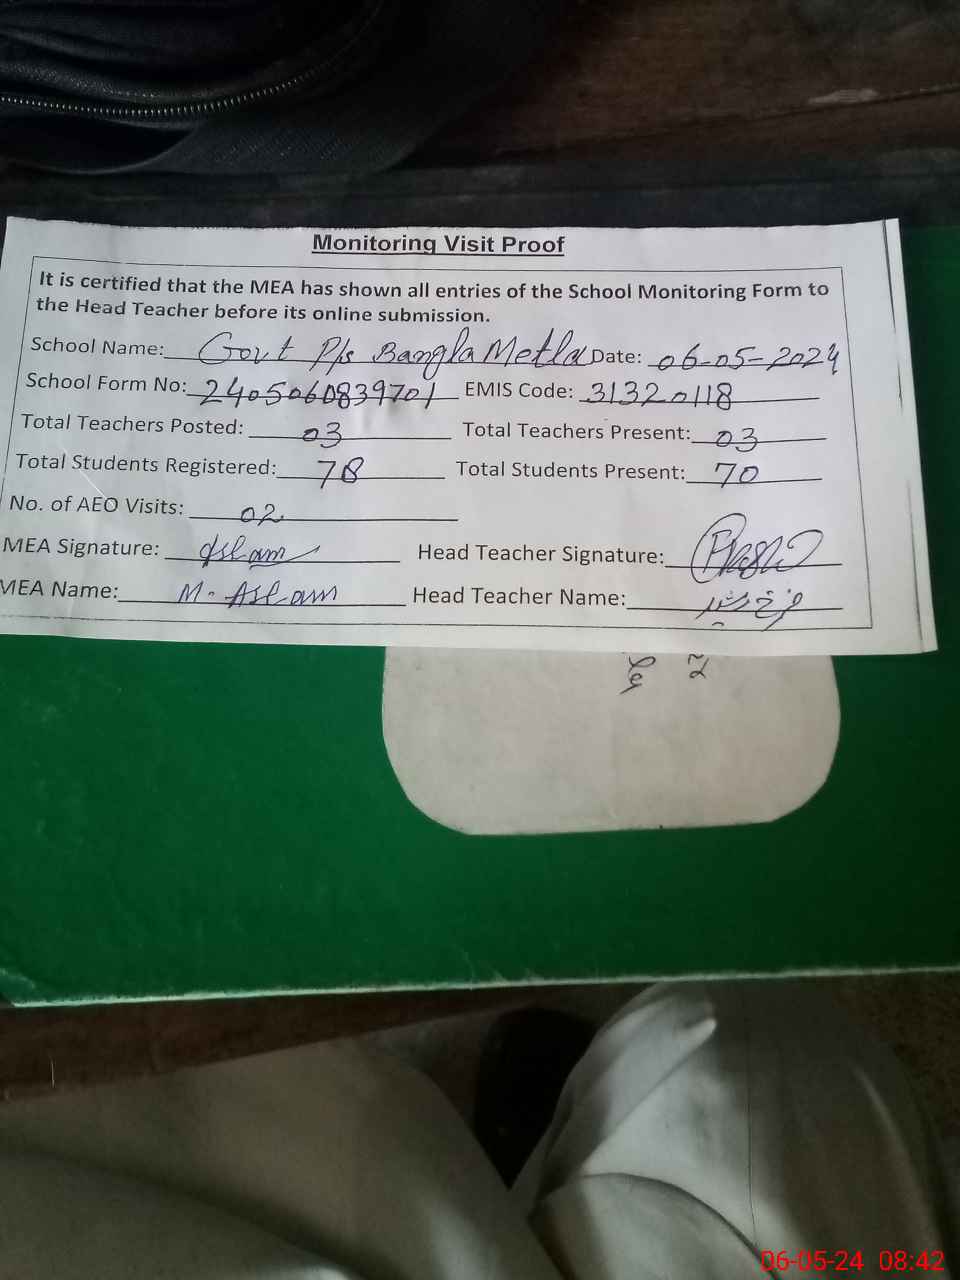 Monitoring Visit Proof
It is certified that the MEA has shown all entries of the School Monitoring Form to
the Head Teacher before its online submission.
School Name: Govt P/s Bangla Metla Date: 06-05-2024
School Form No: 2405060839701 EMIS Code: 31320118
Total Teachers Posted: 03 Total Teachers Present: 03
Total Students Registered: 78 Total Students Present: 70
No. of AEO Visits: 02
MEA Signature: Aslam Head Teacher Signature:
MEA Name: M. Aslam Head Teacher Name:
06-05-24 08:42